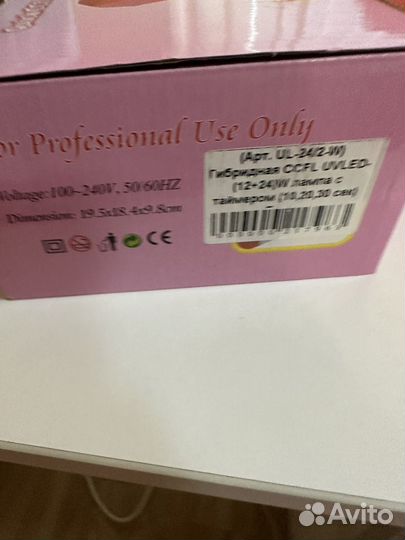 or Professional Use Only
Voltage: 100~240V, 50/60HZ
Dimension: 19.5x18.4x9.8cm
CE
(Арт. UL-24/2-W)
Гибридная CCFL UVLED-
(12+24)W лампа с
таймером (10,20,30 сек)
Avito